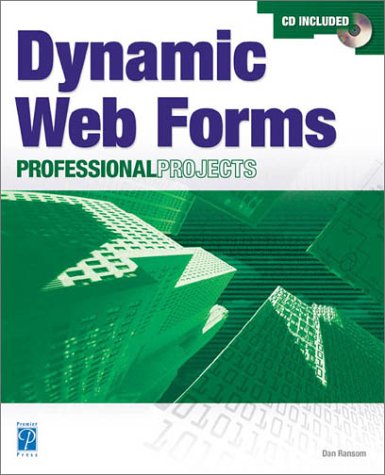 CD INCLUDED
Dynamic
Web Forms
PROFESSIONALPROJECTS
Premier
P
Press
Dan Ransom